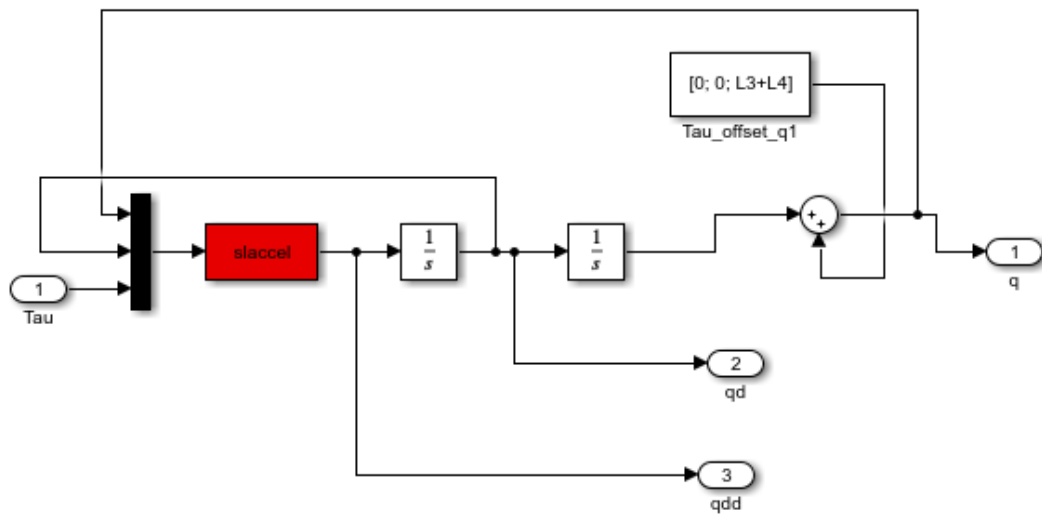 [0; 0; L3+L4]
Tau_offset_q1
slaccel
1
s
1
s
+
+
1
Tau
1
q
2
qd
3
qdd